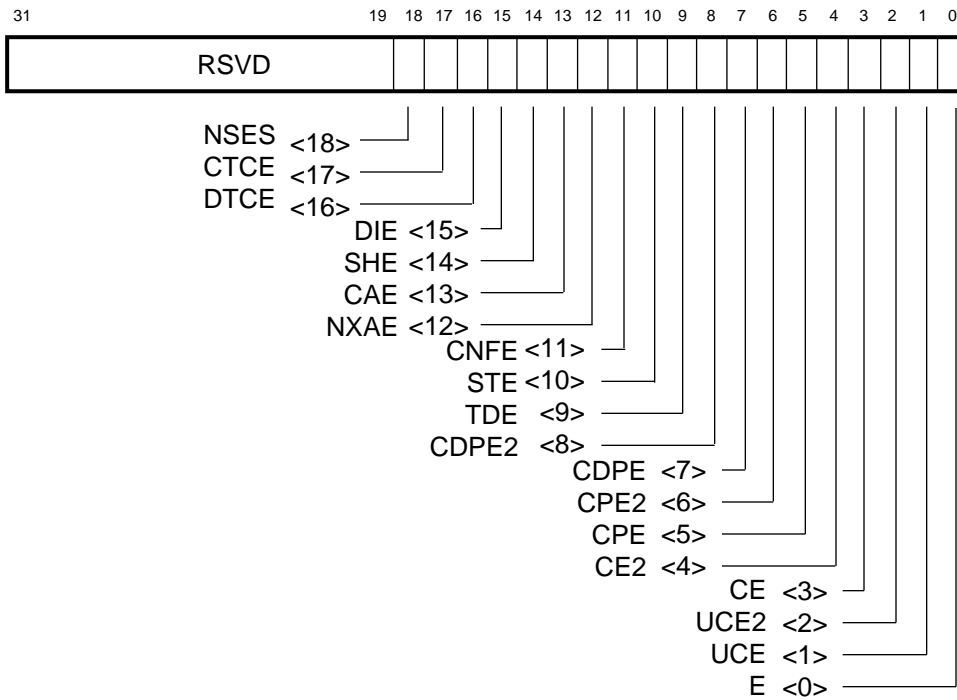 31 19 18 17 16 15 14 13 12 11 10 9 8 7 6 5 4 3 2 1 0
RSVD
NSES <18>
CTCE <17>
DTCE <16>
DIE <15>
SHE <14>
CAE <13>
NXAE <12>
CNFE <11>
STE <10>
TDE <9>
CDPE2 <8>
CDPE <7>
CPE2 <6>
CPE <5>
CE2 <4>
CE <3>
UCE2 <2>
UCE <1>
E <0>